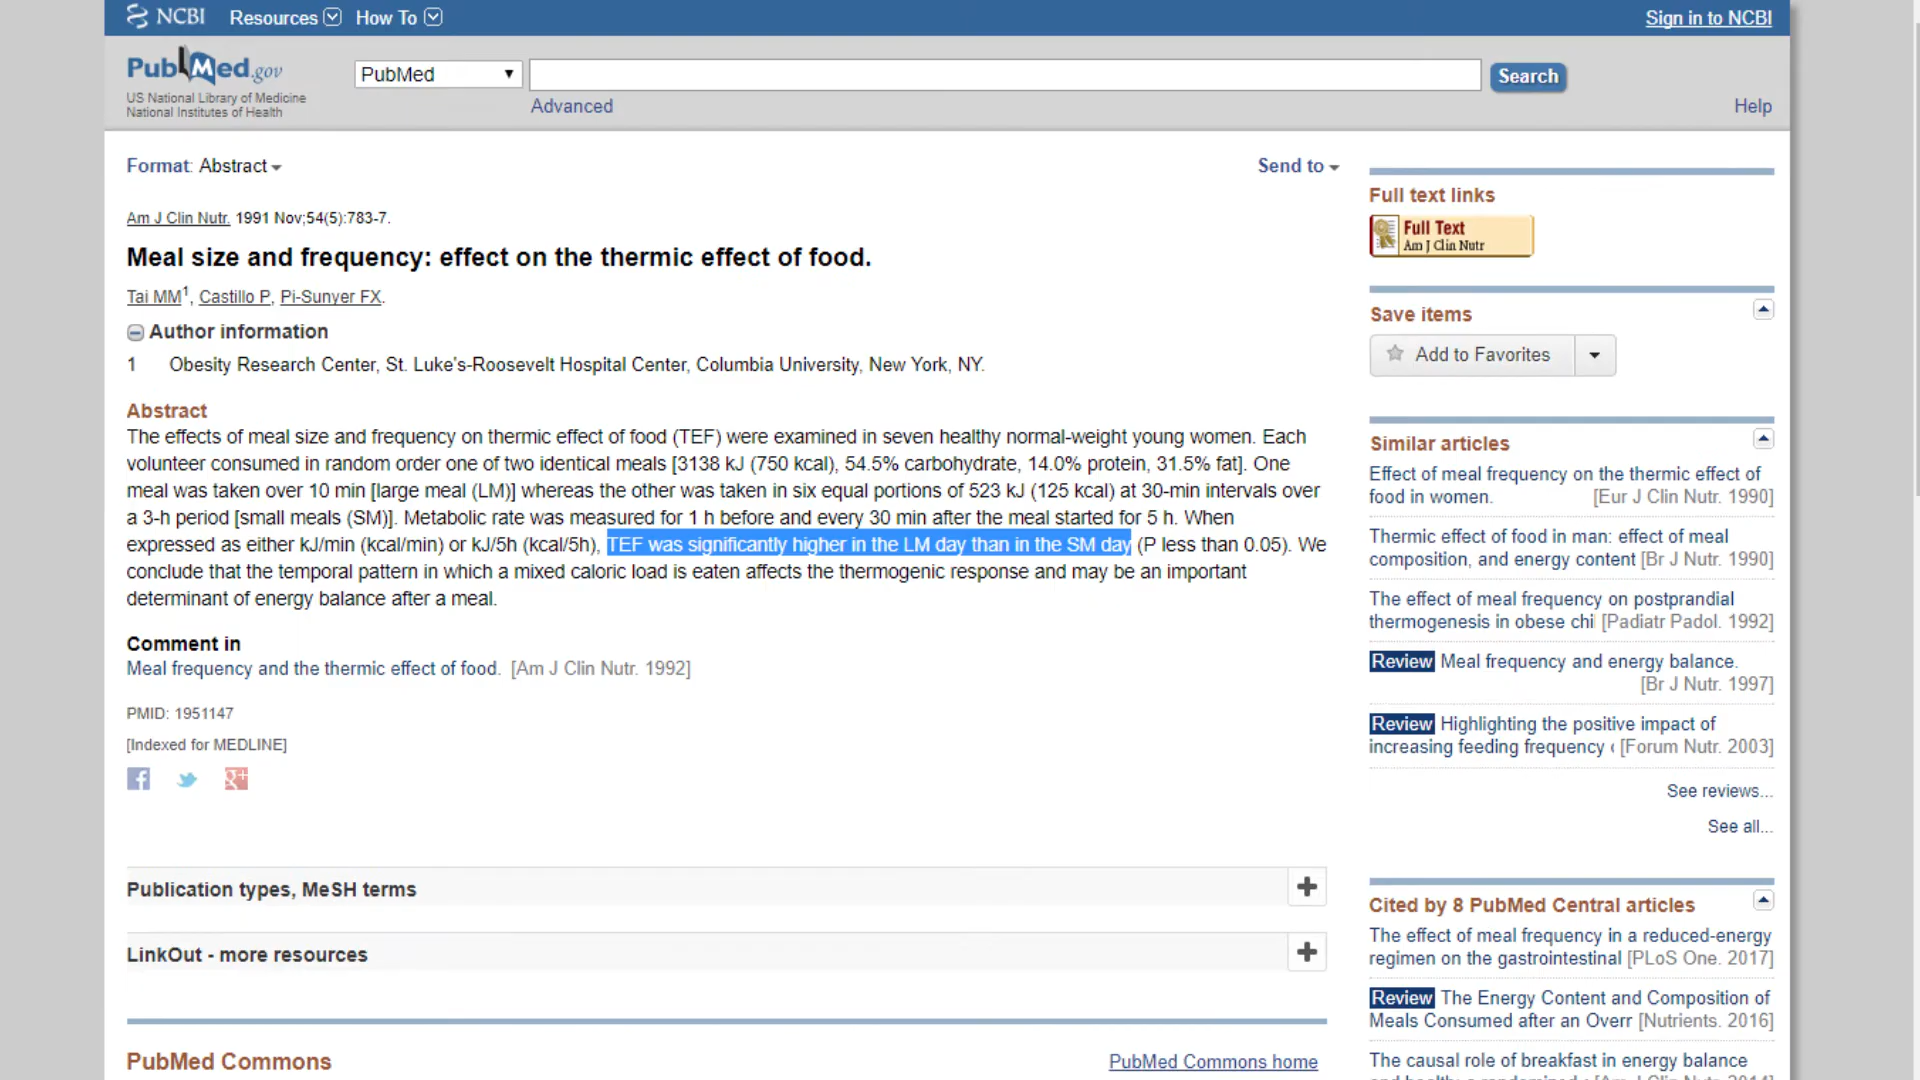 NCBI Resources How To Sign in to NCBI
PubMed.gov
US National Library of Medicine
National Institutes of Health
PubMed
Search
Advanced
Help
Format: Abstract
Send to
Am J Clin Nutr. 1991 Nov;54(5):783-7.
Meal size and frequency: effect on the thermic effect of food.
Tai MM1, Castillo P, Pi-Sunyer FX.
Author information
1 Obesity Research Center, St. Luke's-Roosevelt Hospital Center, Columbia University, New York, NY.
Abstract
The effects of meal size and frequency on thermic effect of food (TEF) were examined in seven healthy normal-weight young women. Each
volunteer consumed in random order one of two identical meals [3138 kJ (750 kcal), 54.5% carbohydrate, 14.0% protein, 31.5% fat]. One
meal was taken over 10 min [large meal (LM)] whereas the other was taken in six equal portions of 523 kJ (125 kcal) at 30-min intervals over
a 3-h period [small meals (SM)]. Metabolic rate was measured for 1 h before and every 30 min after the meal started for 5 h. When
expressed as either kJ/min (kcal/min) or kJ/5h (kcal/5h), TEF was significantly higher in the LM day than in the SM day (P less than 0.05). We
conclude that the temporal pattern in which a mixed caloric load is eaten affects the thermogenic response and may be an important
determinant of energy balance after a meal.
Comment in
Meal frequency and the thermic effect of food. [Am J Clin Nutr. 1992]
PMID: 1951147
[Indexed for MEDLINE]
g+
Publication types, MeSH terms
LinkOut - more resources
PubMed Commons
PubMed Commons home
Full text links
Full Text
Am J Clin Nutr
Save items
Add to Favorites
Similar articles
Effect of meal frequency on the thermic effect of
food in women. [Eur J Clin Nutr. 1990]
Thermic effect of food in man: effect of meal
composition, and energy content [Br J Nutr. 1990]
The effect of meal frequency on postprandial
thermogenesis in obese chi [Padiatr Padol. 1992]
Review Meal frequency and energy balance.
[Br J Nutr. 1997]
Review Highlighting the positive impact of
increasing feeding frequency [Forum Nutr. 2003]
See reviews...
See all...
Cited by 8 PubMed Central articles
The effect of meal frequency in a reduced-energy
regimen on the gastrointestinal [PLoS One. 2017]
Review The Energy Content and Composition of
Meals Consumed after an Overr [Nutrients. 2016]
The causal role of breakfast in energy balance